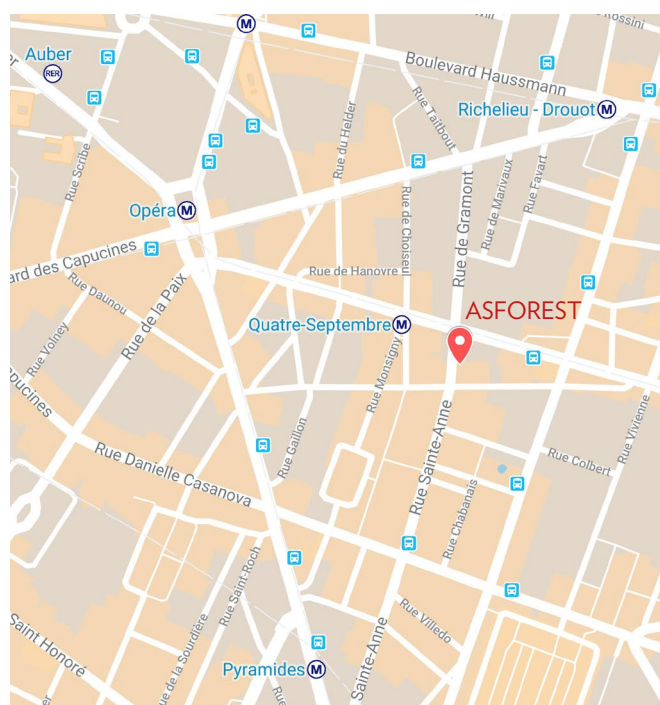 Rossini
M
Auber
RER
Boulevard Haussmann
Richelieu - Drouot M
Rue Taitbout
Rue du Helder
Rue Scribe
Rue de Marivaux
Rue Favart
Rue de Gramont
Opéra M
Rue de Choiseul
ard des Capucines
Rue de Hanovre
Rue Daunou
Rue de la Paix
ASFOREST
Quatre-Septembre M
Rue Volney
Rue Monsigny
Capucines
Rue Vivienne
Rue Gaillon
Rue Sainte-Anne
Rue Colbert
Rue Danielle Casanova
Rue Chabanais
Rue Saint-Roch
Rue Villedo
Saint Honoré
ue de la Sourdière
Sainte-Anne
Pyramides M
Rue